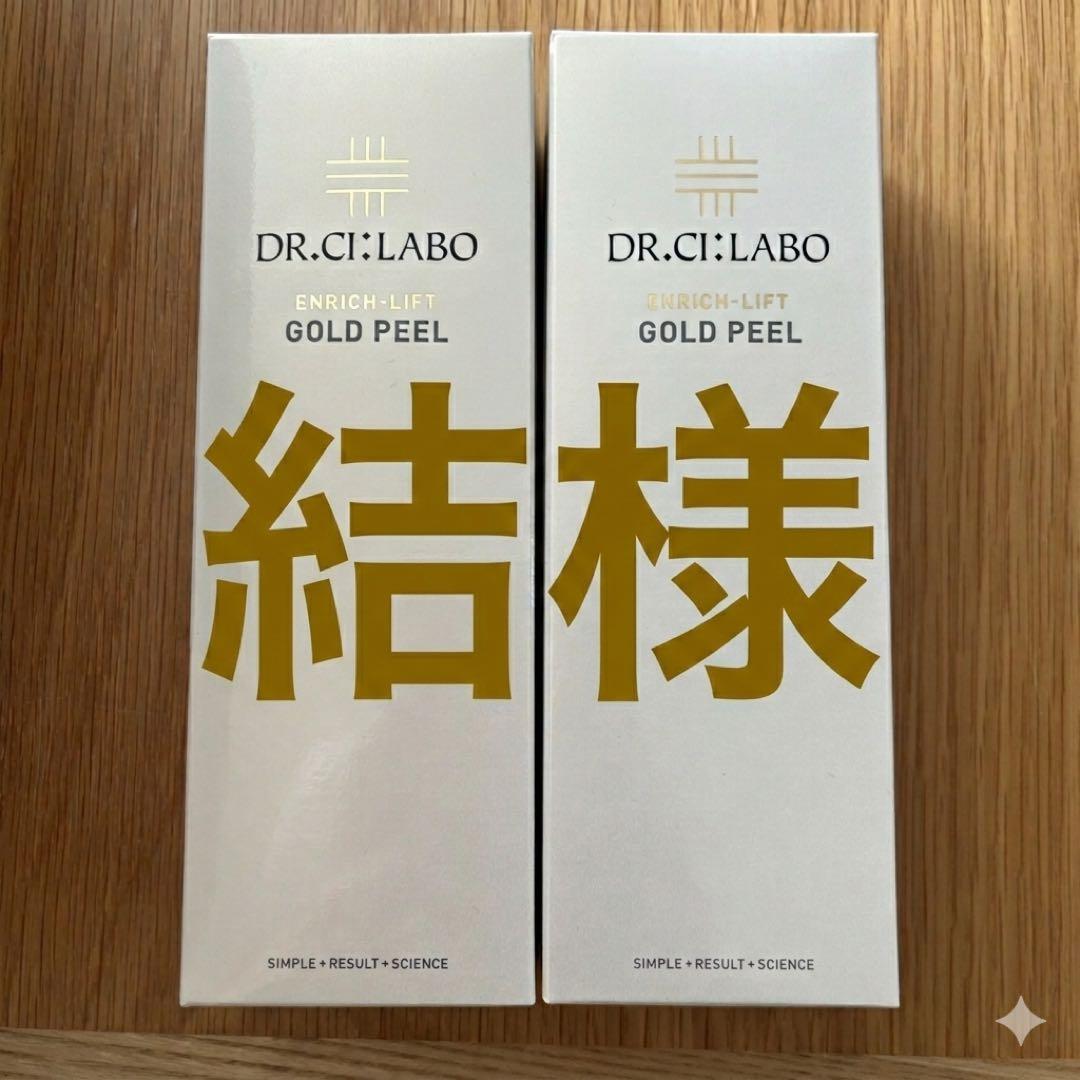 DR.CI:LABO
ENRICH-LIFT
GOLD PEEL
DR.CI:LABO
ENRICH-LIFT
GOLD PEEL
結様
SIMPLE+RESULT+SCIENCE
SIMPLE+RESULT+SCIENCE